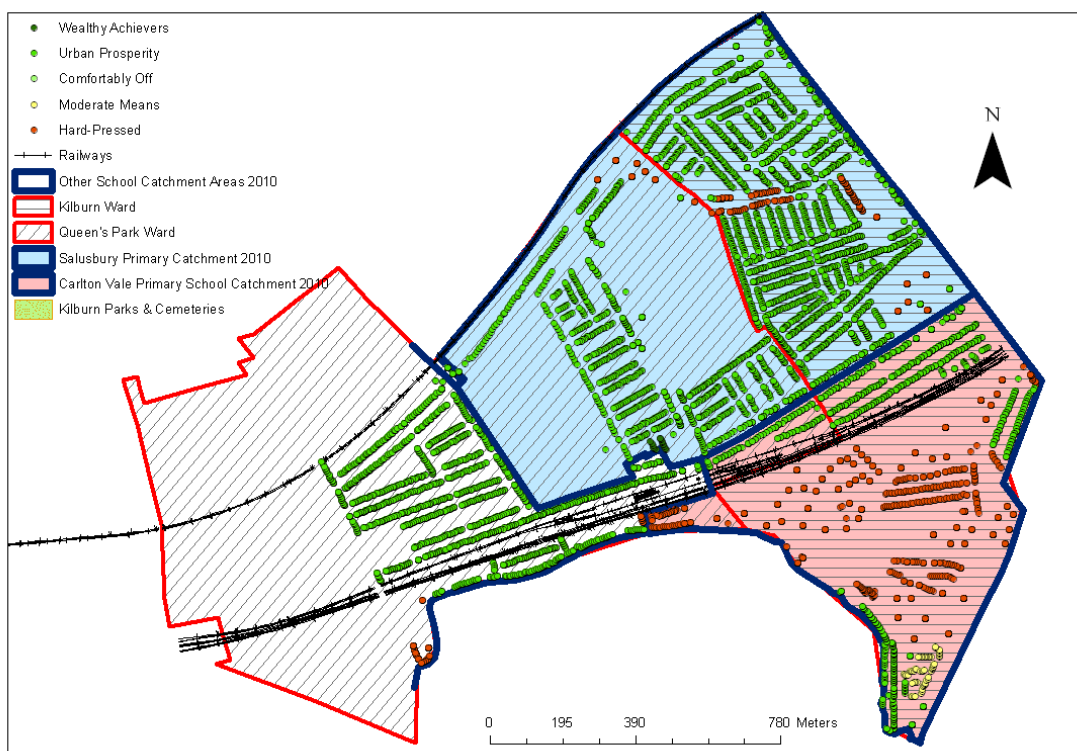 Wealthy Achievers
Urban Prosperity
Comfortably Off
Moderate Means
Hard-Pressed
Railways
Other School Catchment Areas 2010
Kilburn Ward
Queen's Park Ward
Salusbury Primary Catchment 2010
Carlton Vale Primary School Catchment 2010
Kilburn Parks & Cemeteries
N
0 195 390 780 Meters